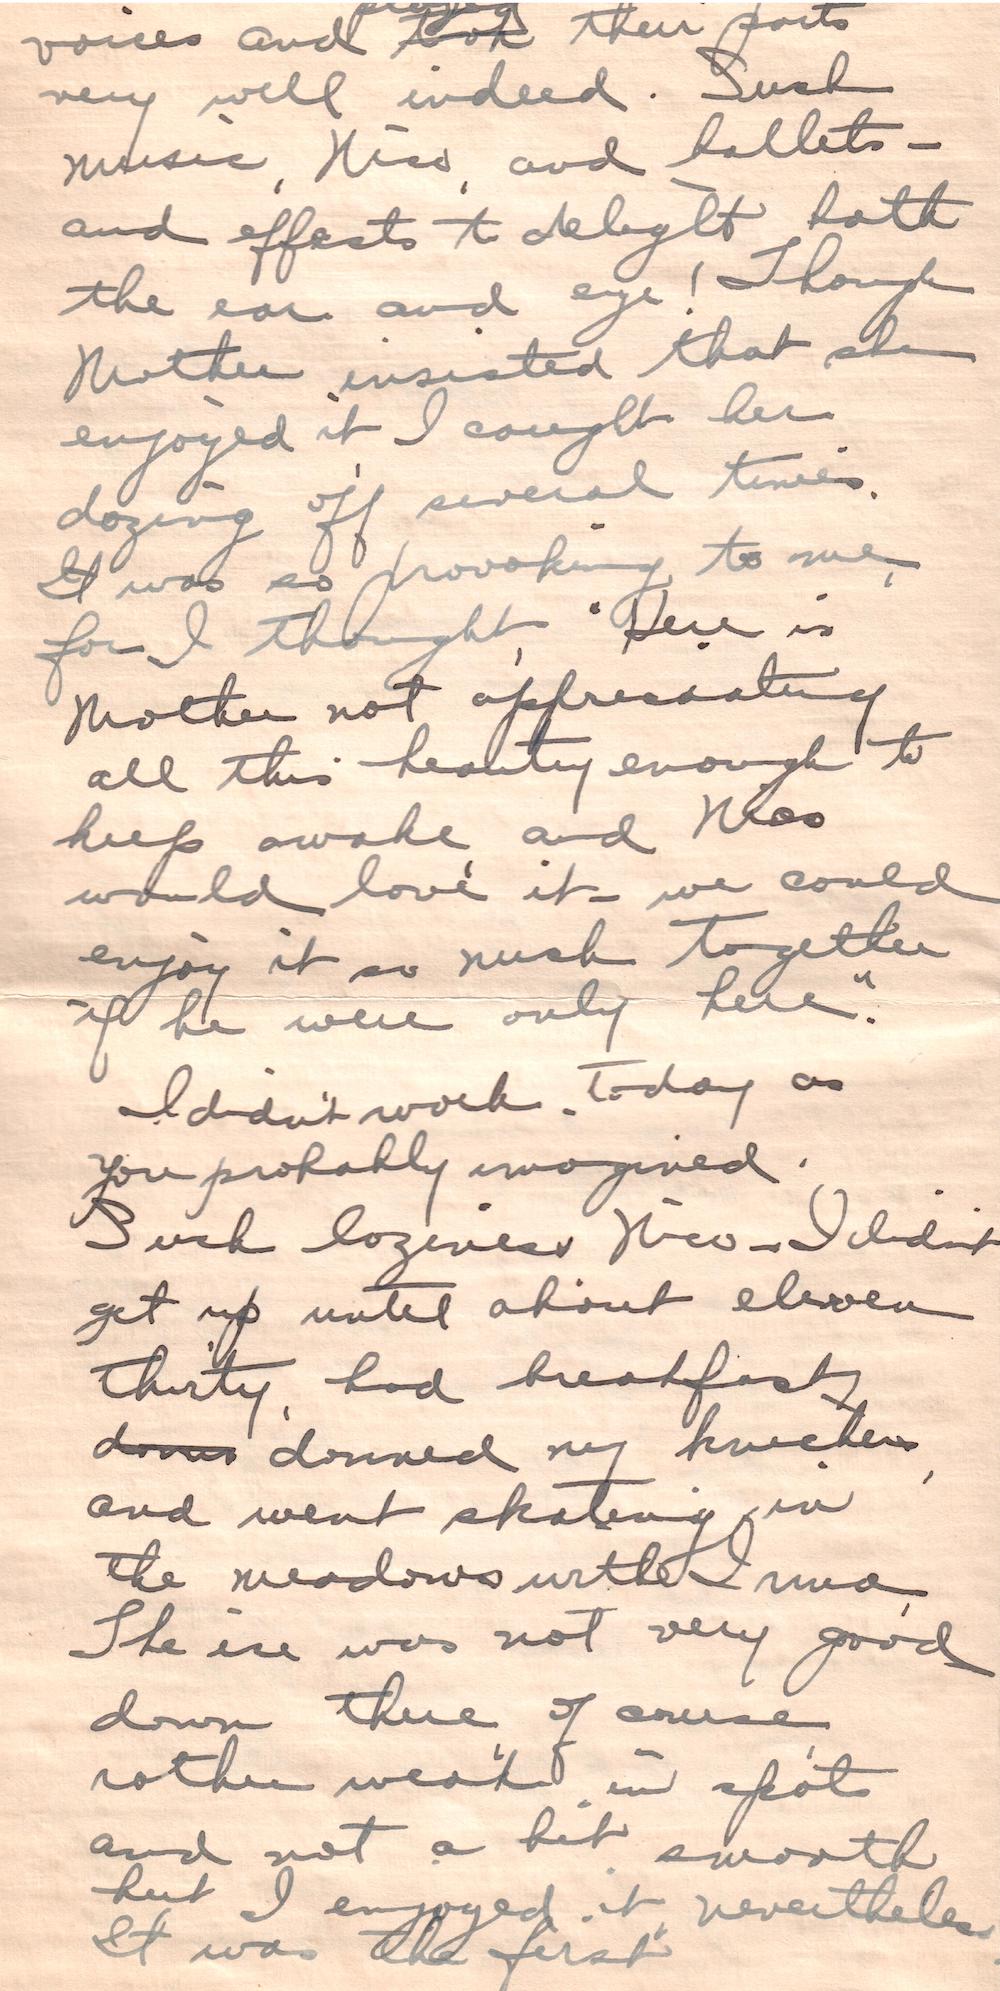 played
voices and took their parts
very well indeed. Such
music, Nico, and ballets -
and effects to delight both
the ear and eye! Though
Mother insisted that she
enjoyed it I caught her
dozing off several times.
It was so provoking to me,
for I thought, "Here is
Mother not appreciating
all this beauty enough to
keep awake, and Nico
would love it - we could
enjoy it so much together
if he were only here".
I didn't work today as
you probably imagined.
Such laziness Nico - I didn't
get up until about eleven
thirty, had breakfast,
donns donned my knickers,
and went skating in
the meadows with Irma.
The ice was not very good
down there, of course,
rather weak in spots
and not a bit smooth
but I enjoyed it, nevertheless.
It was the first